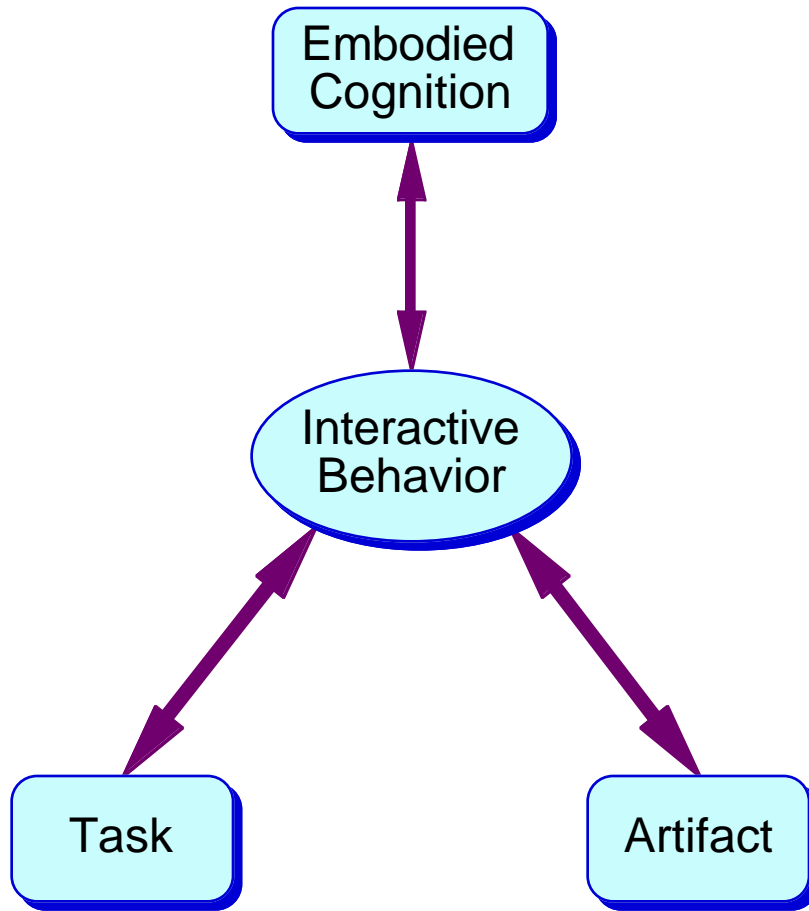 Embodied
Cognition
Interactive
Behavior
Task
Artifact